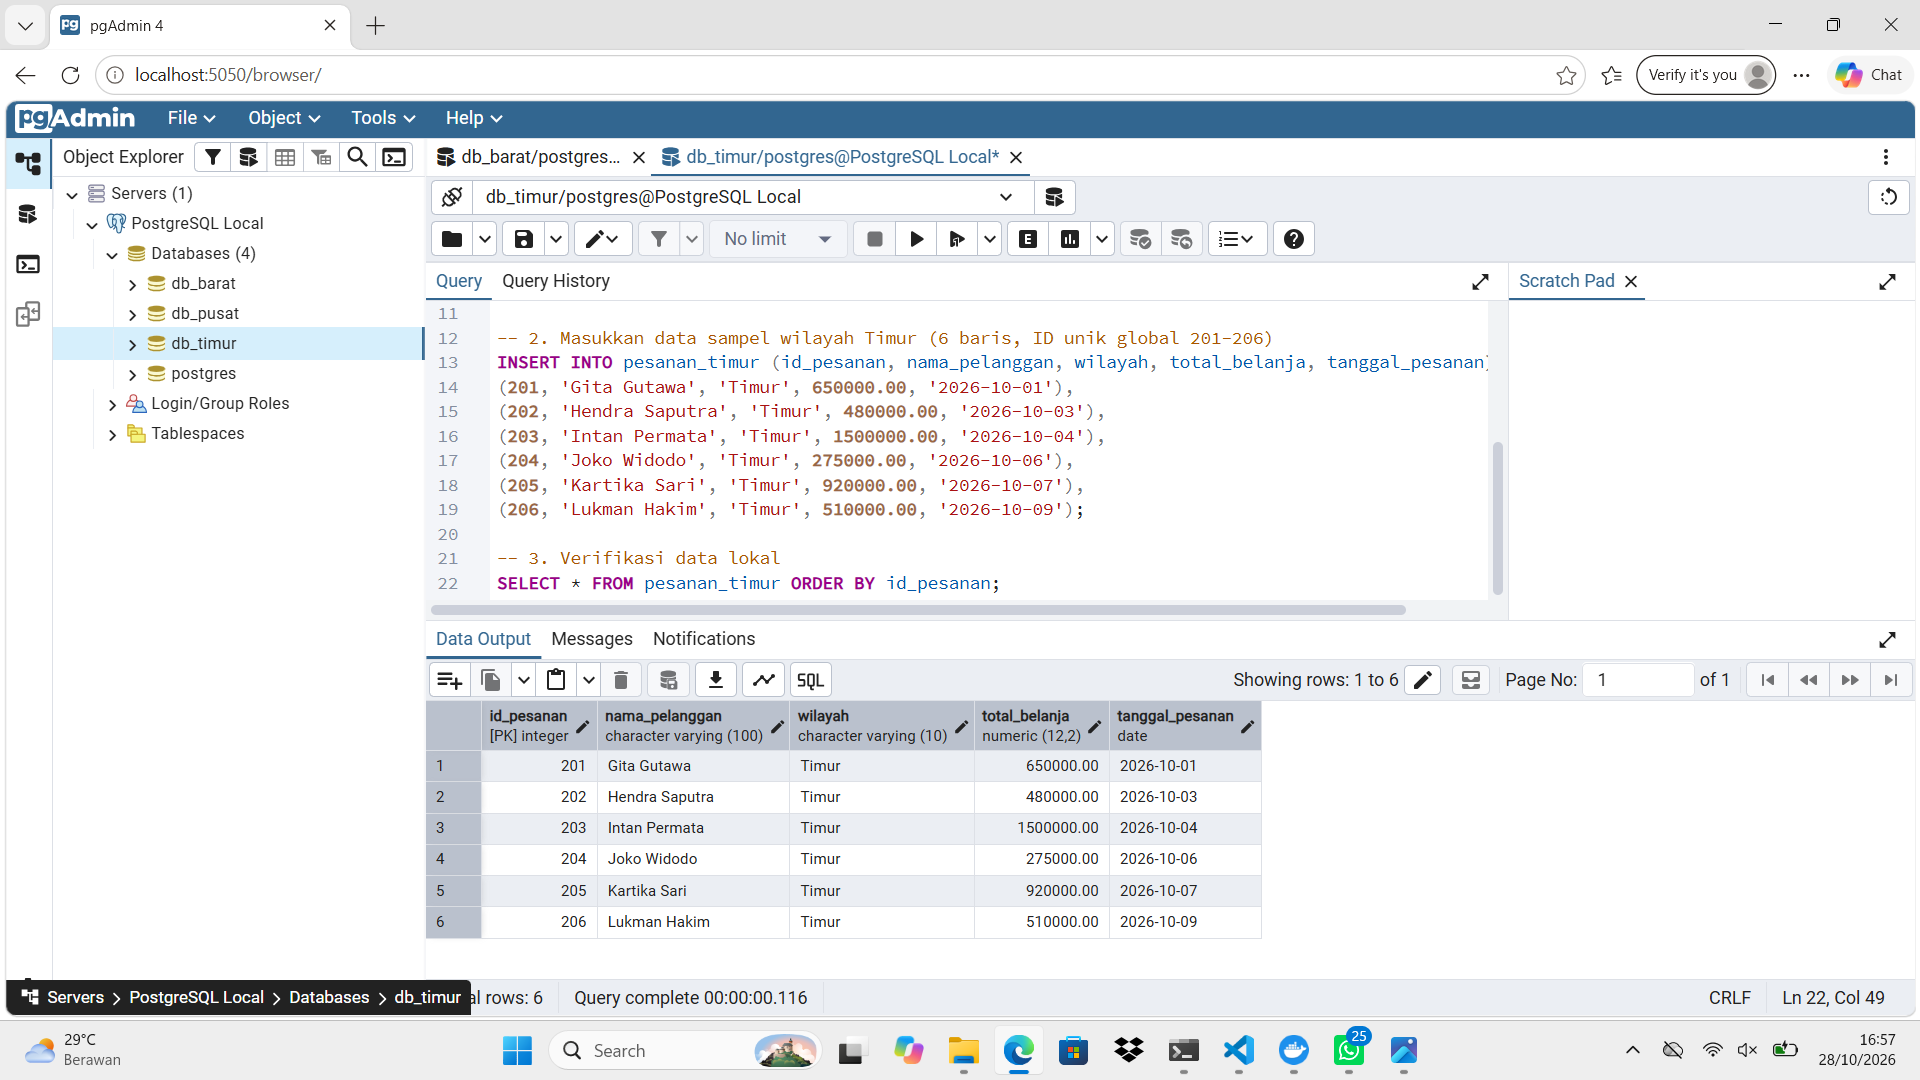 pgAdmin 4
localhost:5050/browser/
Verify it's you
Chat
pgAdmin
File
Object
Tools
Help
Object Explorer
db_barat/postgres...
db_timur/postgres@PostgreSQL Local*
Servers (1)
PostgreSQL Local
Databases (4)
db_barat
db_pusat
db_timur
postgres
Login/Group Roles
Tablespaces
db_timur/postgres@PostgreSQL Local
No limit
E
Query
Query History
Scratch Pad
11
12 -- 2. Masukkan data sampel wilayah Timur (6 baris, ID unik global 201-206)
13 INSERT INTO pesanan_timur (id_pesanan, nama_pelanggan, wilayah, total_belanja, tanggal_pesanan)
14 (201, 'Gita Gutawa', 'Timur', 650000.00, '2026-10-01'),
15 (202, 'Hendra Saputra', 'Timur', 480000.00, '2026-10-03'),
16 (203, 'Intan Permata', 'Timur', 1500000.00, '2026-10-04'),
17 (204, 'Joko Widodo', 'Timur', 275000.00, '2026-10-06'),
18 (205, 'Kartika Sari', 'Timur', 920000.00, '2026-10-07'),
19 (206, 'Lukman Hakim', 'Timur', 510000.00, '2026-10-09');
20
21 -- 3. Verifikasi data lokal
22 SELECT * FROM pesanan_timur ORDER BY id_pesanan;
Data Output
Messages
Notifications
SQL
Showing rows: 1 to 6
Page No: 1 of 1
id_pesanan nama_pelanggan wilayah total_belanja tanggal_pesanan
[PK] integer character varying (100) character varying (10) numeric (12,2) date
1 201 Gita Gutawa Timur 650000.00 2026-10-01
2 202 Hendra Saputra Timur 480000.00 2026-10-03
3 203 Intan Permata Timur 1500000.00 2026-10-04
4 204 Joko Widodo Timur 275000.00 2026-10-06
5 205 Kartika Sari Timur 920000.00 2026-10-07
6 206 Lukman Hakim Timur 510000.00 2026-10-09
Servers > PostgreSQL Local > Databases > db_timur
al rows: 6
Query complete 00:00:00.116
CRLF
Ln 22, Col 49
29°C
Berawan
Search
25
16:57
28/10/2026